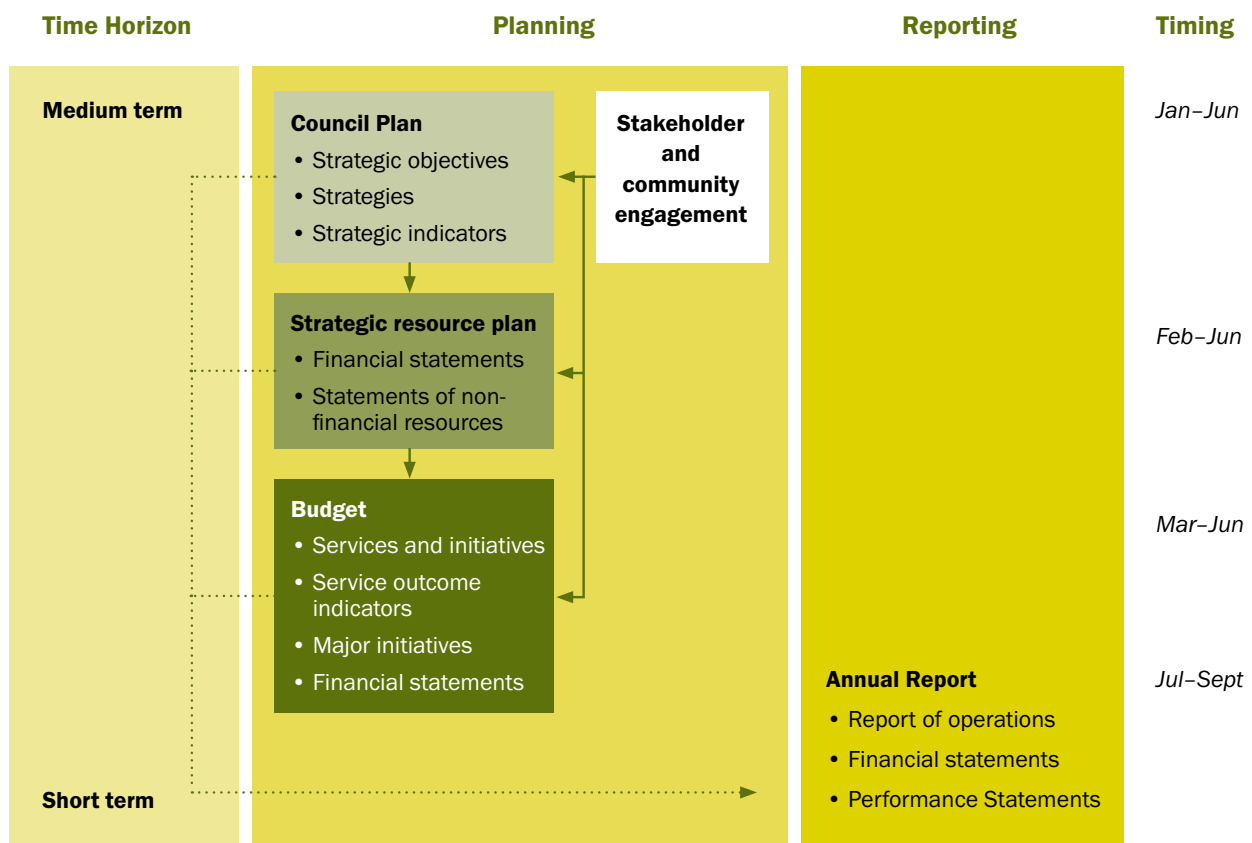 Time Horizon
Planning
Reporting
Timing
Medium term
Council Plan
• Strategic objectives
• Strategies
• Strategic indicators
Stakeholder
and
community
engagement
Jan–Jun
Strategic resource plan
• Financial statements
• Statements of non-
financial resources
Feb–Jun
Budget
• Services and initiatives
• Service outcome
indicators
• Major initiatives
• Financial statements
Mar–Jun
Annual Report
• Report of operations
• Financial statements
• Performance Statements
Jul–Sept
Short term